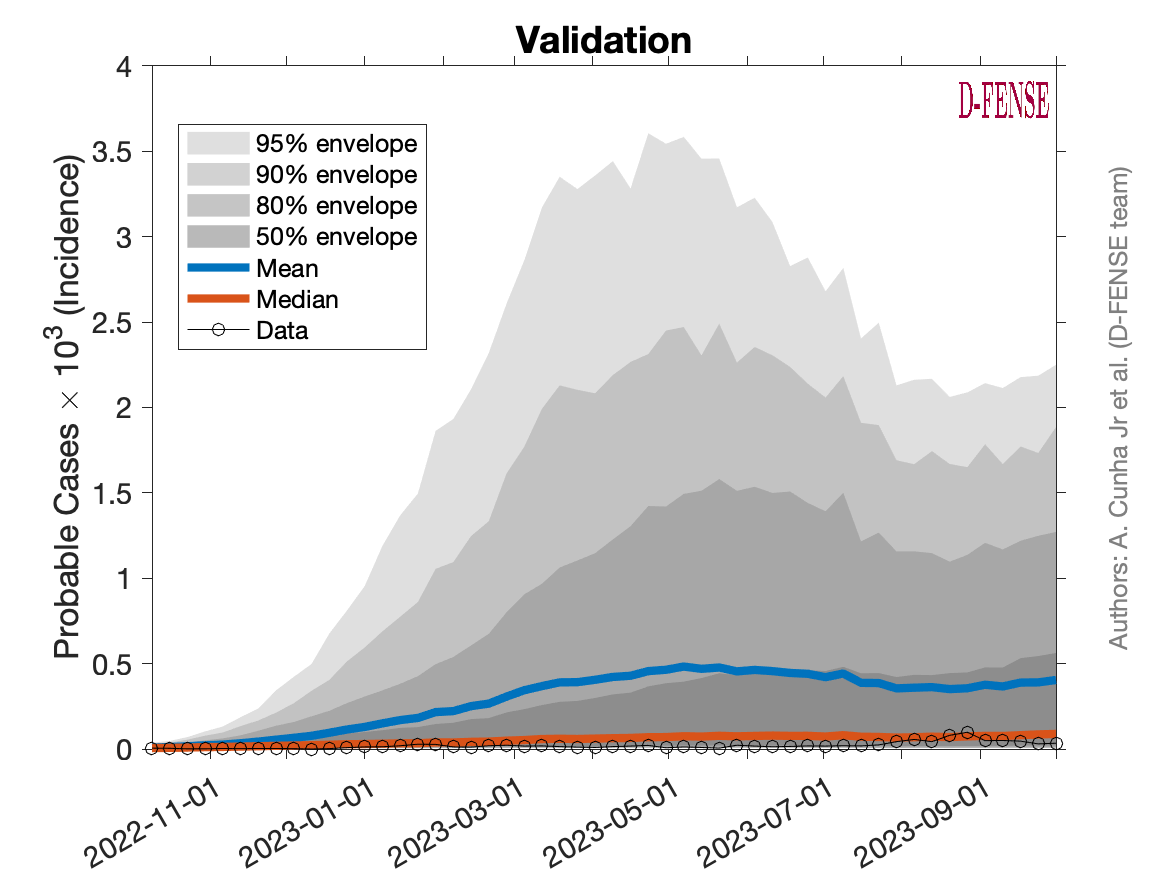 Validation
D-FENSE
95% envelope
90% envelope
80% envelope
50% envelope
Mean
Median
Data
Probable Cases × 10³ (Incidence)
4
3.5
3
2.5
2
1.5
1
0.5
0
2022-11-01
2023-01-01
2023-03-01
2023-05-01
2023-07-01
2023-09-01
Authors: A. Cunha Jr et al. (D-FENSE team)